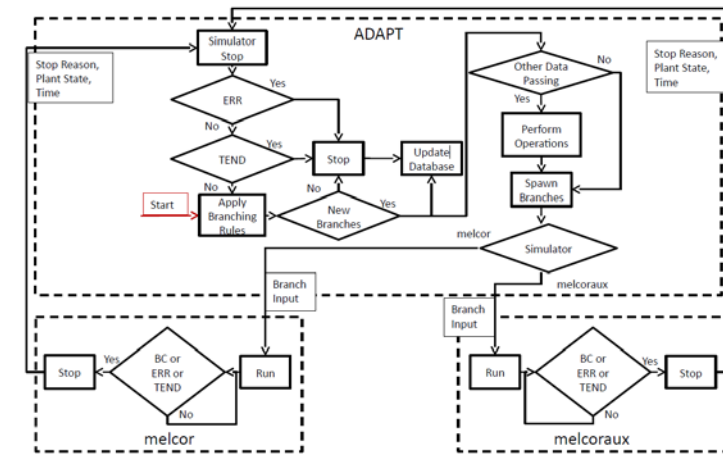 ADAPT
Simulator
Stop
Stop Reason,
Plant State,
Time
Stop Reason,
Plant State,
Time
Other Data
Passing
No
Yes
ERR
Yes
No
Perform
Operations
TEND
Yes
Stop
Update
Database
No
Spawn
Branches
Start
Apply
Branching
Rules
No
New
Branches
Yes
melcor
Simulator
melcoraux
Branch
Input
Branch
Input
Stop
Yes
BC or
ERR or
TEND
No
Run
melcor
Run
BC or
ERR or
TEND
Yes
No
Stop
melcoraux